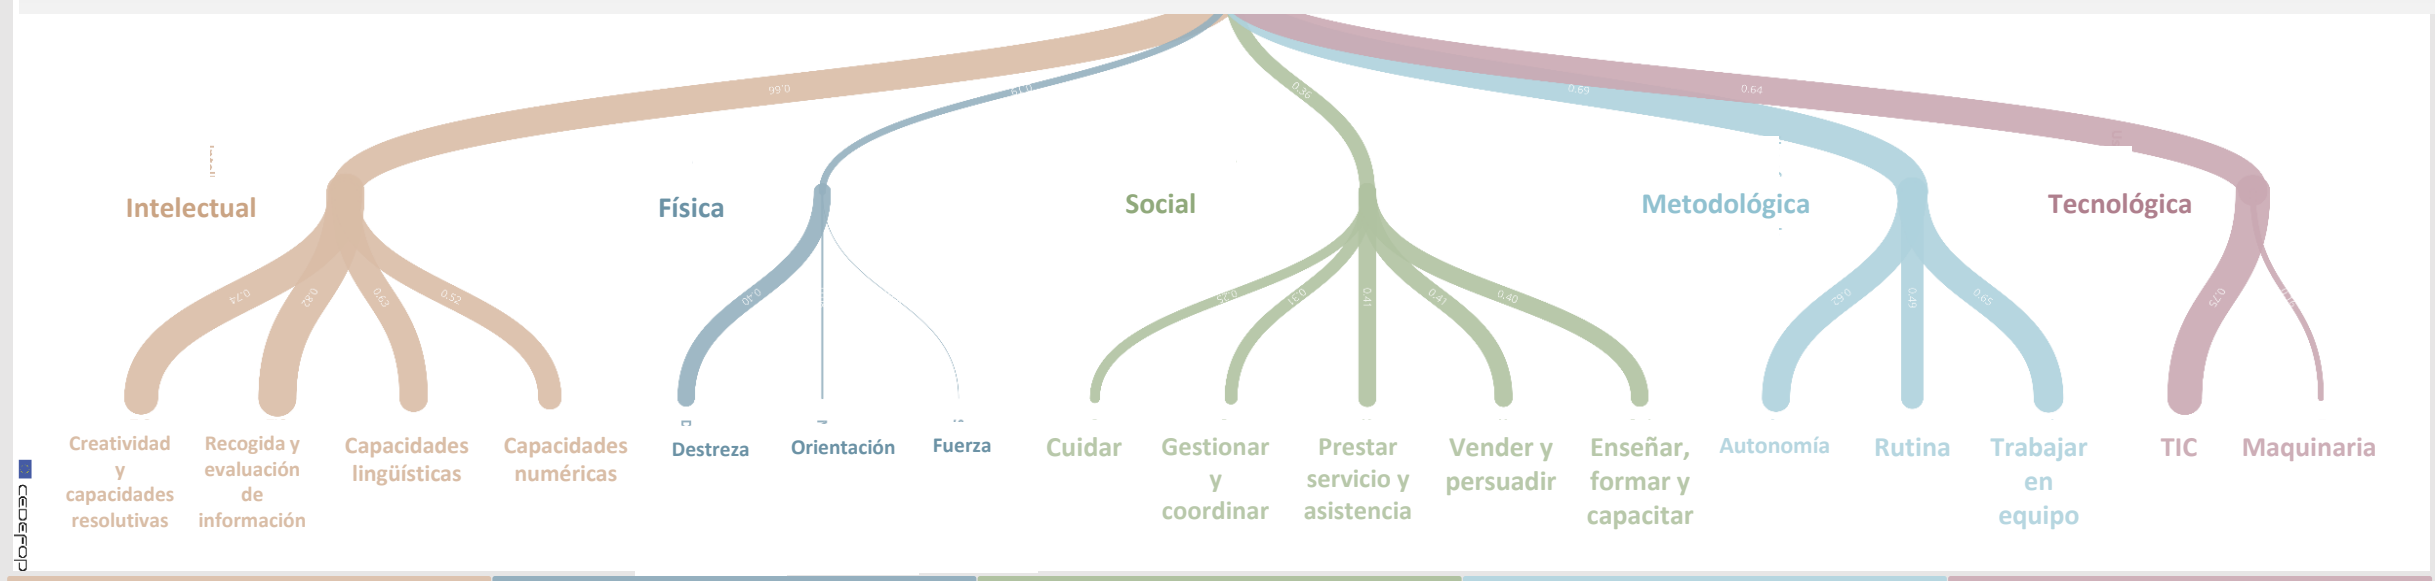 0.66
0.19
0.36
0.69
0.64
Intelectual
Física
Social
Metodológica
Tecnológica
0.74
0.82
0.63
0.52
0.40
0.25
0.31
0.41
0.41
0.40
0.62
0.49
0.65
0.75
Creatividad
y
capacidades
resolutivas
Recogida y
evaluación
de
información
Capacidades
lingüísticas
Capacidades
numéricas
Destreza
Orientación
Fuerza
Cuidar
Gestionar
y
coordinar
Prestar
servicio y
asistencia
Vender y
persuadir
Enseñar,
formar y
capacitar
Autonomía
Rutina
Trabajar
en
equipo
TIC
Maquinaria
CEDEFOP